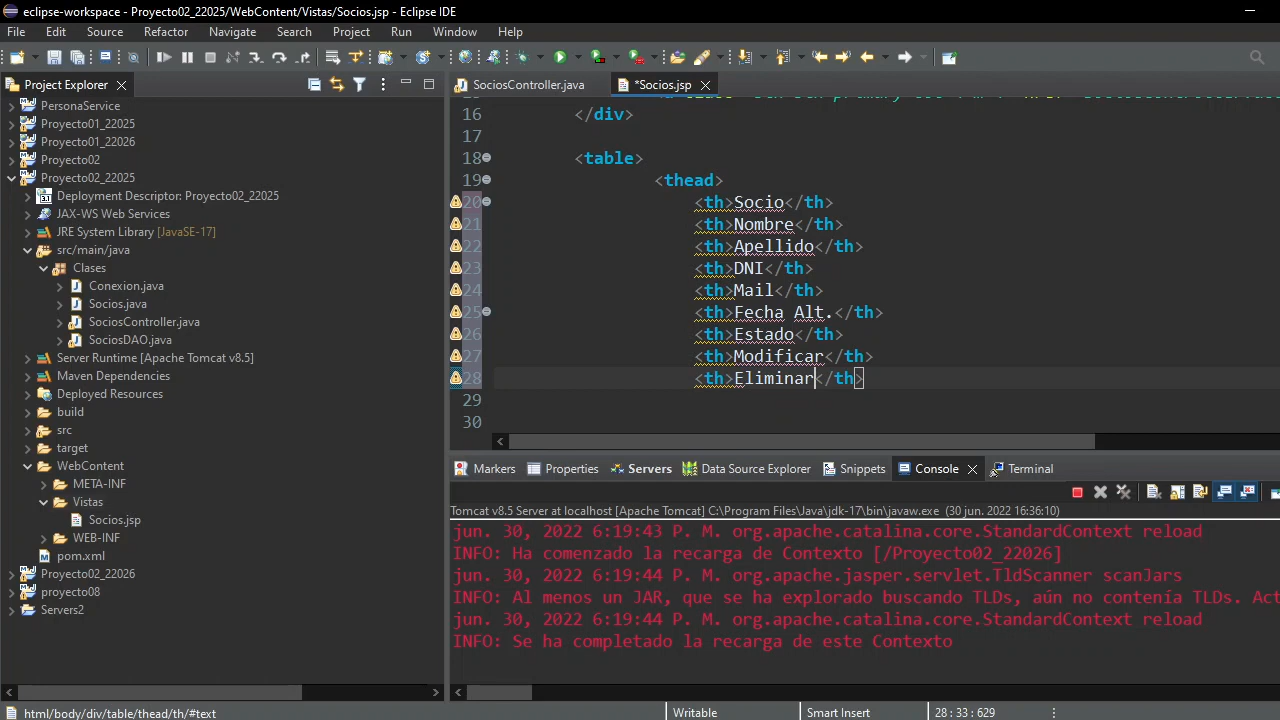 eclipse-workspace - Proyecto02_22025/WebContent/Vistas/Socios.jsp - Eclipse IDE
File Edit Source Refactor Navigate Search Project Run Window Help
Project Explorer
PersonaService
Proyecto01_22025
Proyecto01_22026
Proyecto02
Proyecto02_22025
Deployment Descriptor: Proyecto02_22025
JAX-WS Web Services
JRE System Library [JavaSE-17]
src/main/java
Clases
Conexion.java
Socios.java
SociosController.java
SociosDAO.java
Server Runtime [Apache Tomcat v8.5]
Maven Dependencies
Deployed Resources
build
src
target
WebContent
META-INF
Vistas
Socios.jsp
WEB-INF
pom.xml
Proyecto02_22026
proyecto08
Servers2
SociosController.java *Socios.jsp
16 </div>
17
18 <table>
19 <thead>
20 <th>Socio</th>
21 <th>Nombre</th>
22 <th>Apellido</th>
23 <th>DNI</th>
24 <th>Mail</th>
25 <th>Fecha Alt.</th>
26 <th>Estado</th>
27 <th>Modificar</th>
28 <th>Eliminar</th>
29
30
Markers Properties Servers Data Source Explorer Snippets Console Terminal
Tomcat v8.5 Server at localhost [Apache Tomcat] C:\Program Files\Java\jdk-17\bin\javaw.exe (30 jun. 2022 16:36:10)
jun. 30, 2022 6:19:43 P. M. org.apache.catalina.core.StandardContext reload
INFO: Ha comenzado la recarga de Contexto [/Proyecto02_22026]
jun. 30, 2022 6:19:44 P. M. org.apache.jasper.servlet.TldScanner scanJars
INFO: Al menos un JAR, que se ha explorado buscando TLDs, aún no contenía TLDs. Act
jun. 30, 2022 6:19:44 P. M. org.apache.catalina.core.StandardContext reload
INFO: Se ha completado la recarga de este Contexto
html/body/div/table/thead/th/#text Writable Smart Insert 28 : 33 : 629